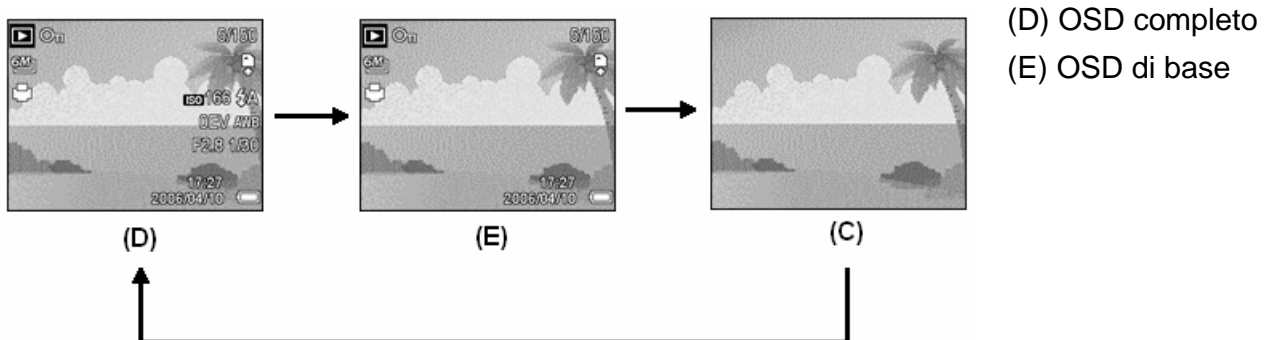 (D) OSD completo
(E) OSD di base
5/150
6M
ISO 166 A
0EV AWB
F2.8 1/30
17:27
2006/04/10
(D)
5/150
6M
17:27
2006/04/10
(E)
(C)